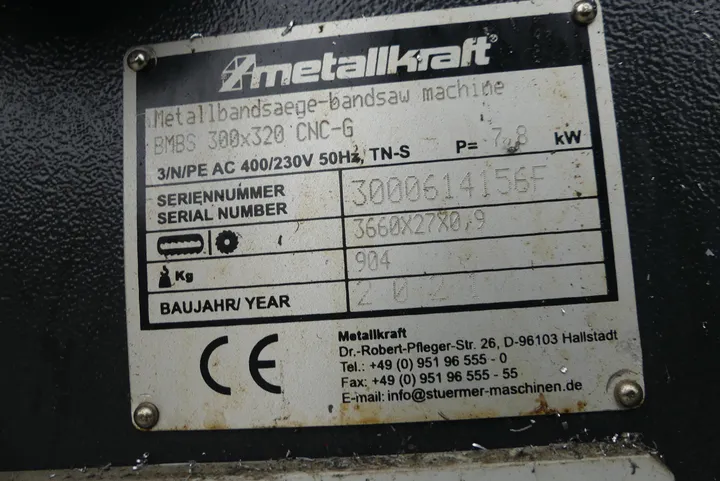 metallkraft®
Metallbandsaege-bandsaw machine
BMBS 300x320 CNC-G
3/N/PE AC 400/230V 50Hz, TN-S P= 7,8 kW
SERIENNUMMER
SERIAL NUMBER
3000614156F
3660X27X0,9
Kg
904
BAUJAHR/ YEAR
CE
Metallkraft
Dr.-Robert-Pfleger-Str. 26, D-96103 Hallstadt
Tel.: +49 (0) 951 96 555 - 0
Fax: +49 (0) 951 96 555 - 55
E-mail: info@stuermer-maschinen.de